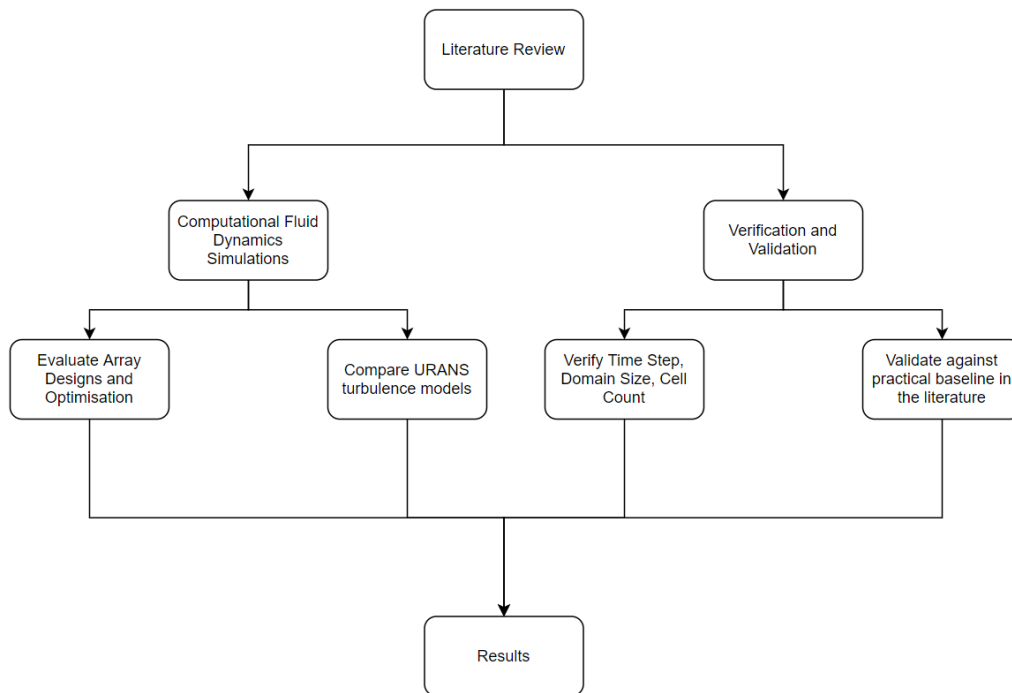 Literature Review
Computational Fluid
Dynamics
Simulations
Verification and
Validation
Evaluate Array
Designs and
Optimisation
Compare URANS
turbulence models
Verify Time Step,
Domain Size, Cell
Count
Validate against
practical baseline in
the literature
Results